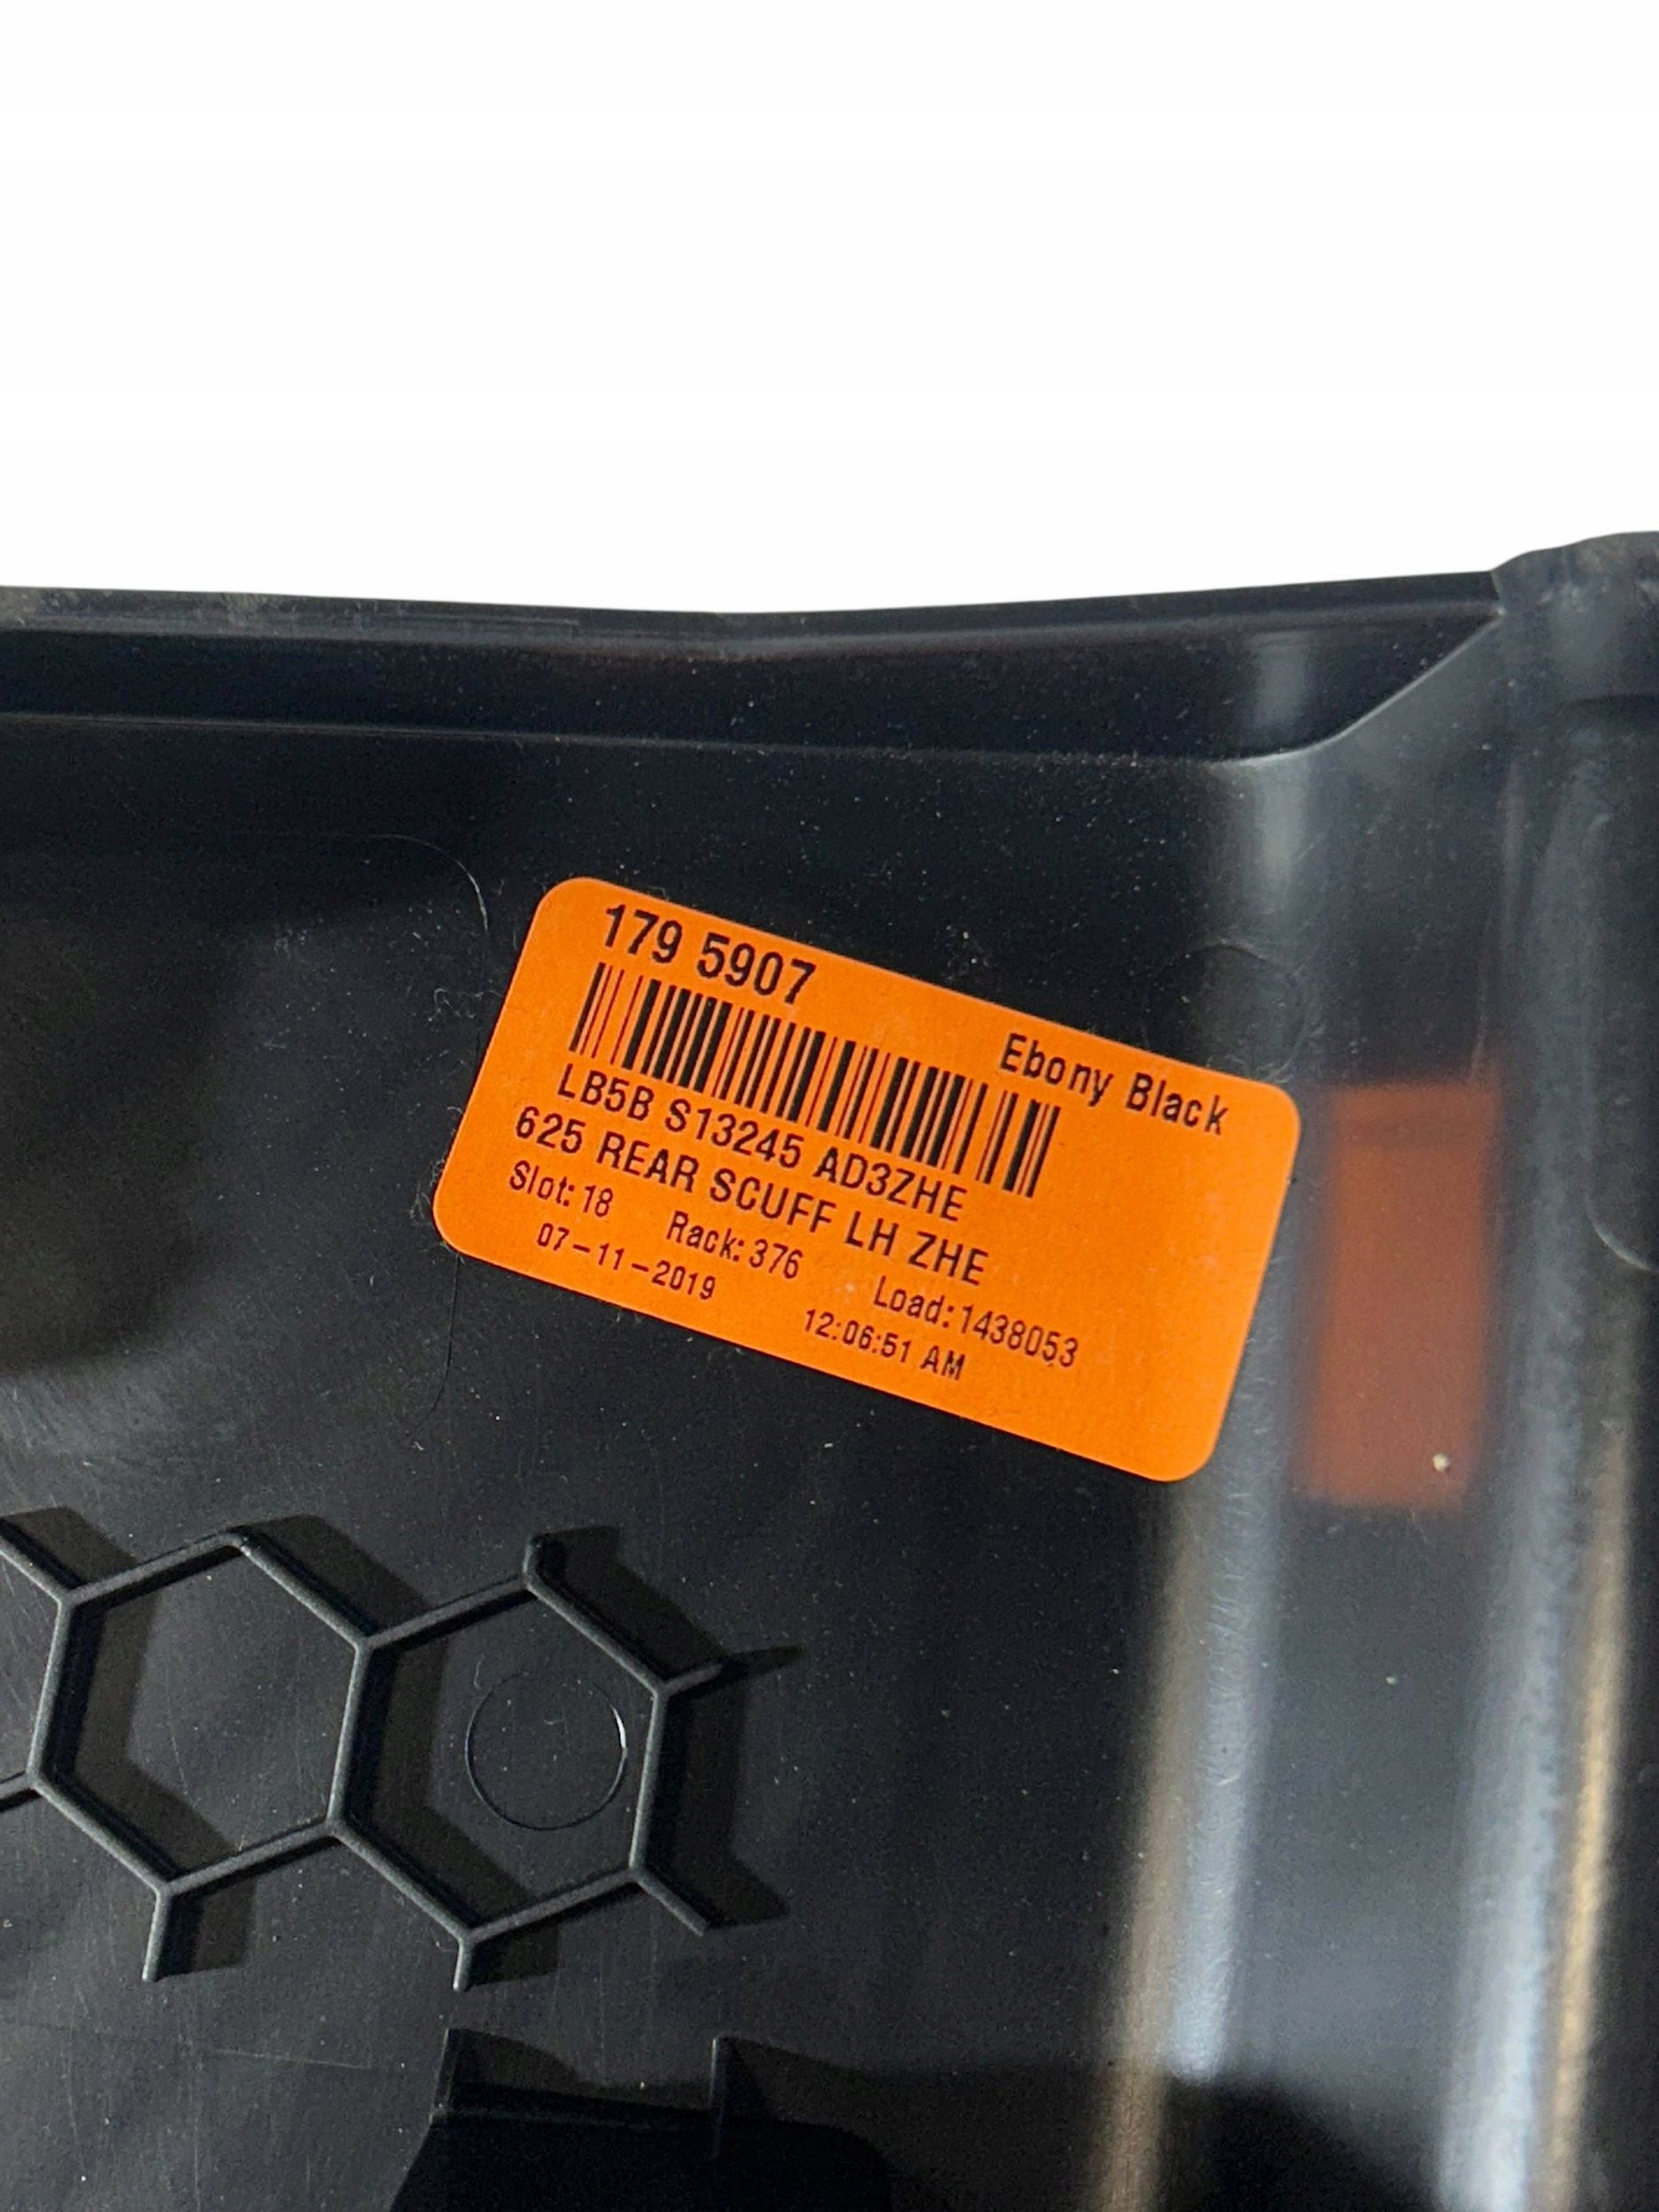 179 5907
Ebony Black
LB5B S13245 AD3ZHE
625 REAR SCUFF LH ZHE
Slot: 18 Rack: 376 Load: 1438053
07-11-2019 12:06:51 AM